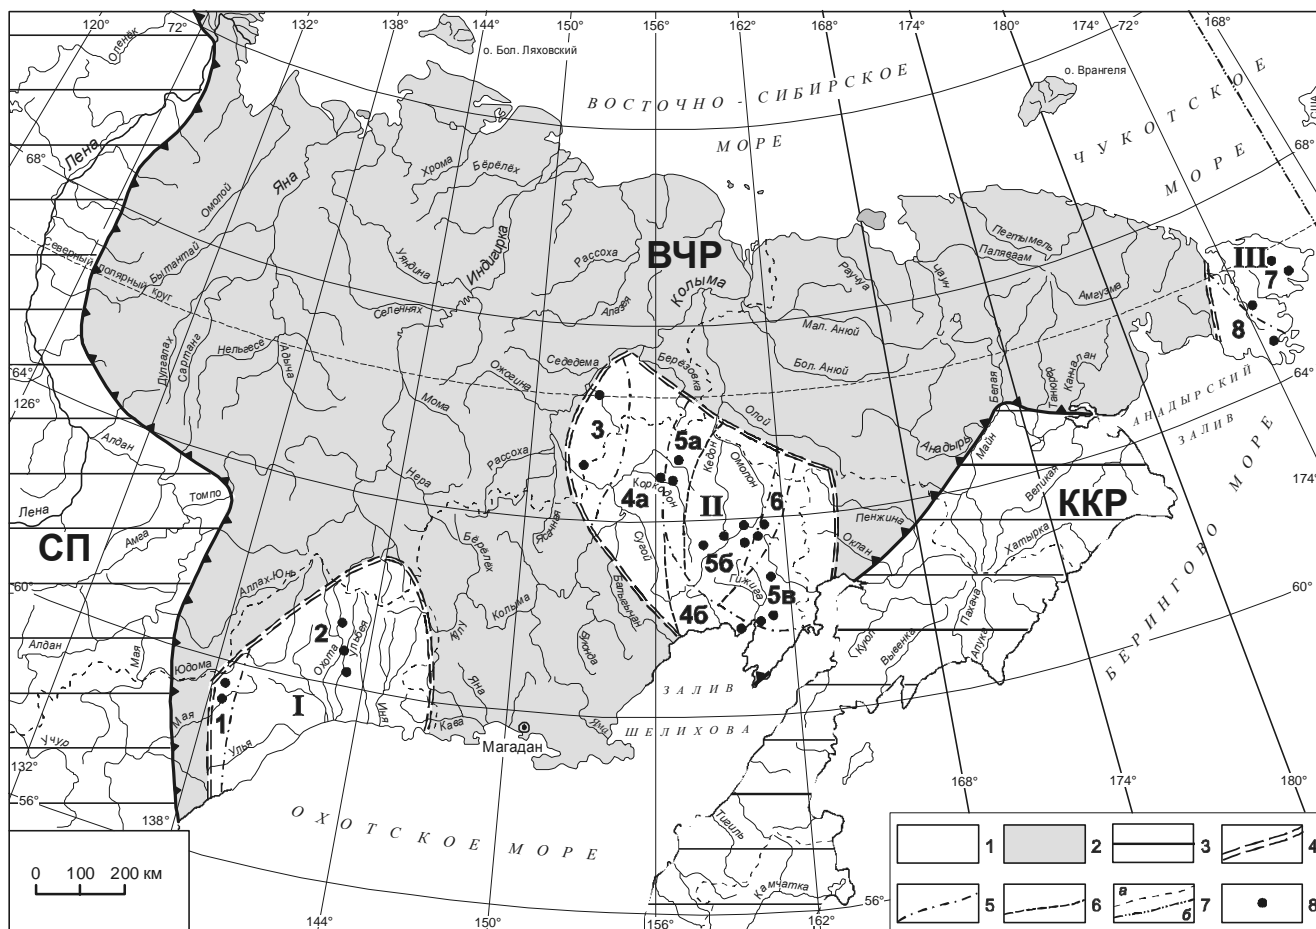 120°
72°
132°
138°
144°
150°
156°
162°
168°
174°
180°
174°
72°
168°
Оленёк
о. Бол. Ляховский
о. Врангеля
ВОСТОЧНО - СИБИРСКОЕ
МОРЕ
ЧУКОТСКОЕ
МОРЕ
США
68°
68°
Лена
Омолой
Яна
Хрома
Бёрёлёх
Северный полярный круг
Бытантай
Уяндина
Индигирка
Рассоха
Алазея
ВЧР
Колыма
Раучуа
Чаун
Пегтымель
Паляваам
Амгуэма
III
7
8
Селеннях
Мал. Анюй
Бол. Анюй
Дулгалах
Сартанг
Нельгесе
Адыча
Мома
Ожогина
Седедема
Берёзовка
Олой
Белая
Танюрер
Канчалан
64°
126°
64°
АНАДЫРСКИЙ
ЗАЛИВ
Анадырь
Майн
Великая
174°
Алдан
Томпо
Лена
Нера
Рассоха
3
4а
5а
Кедон
Омолон
Коркодон
II
6
Пенжина
Оклан
ККР
Хатырка
СП
Амга
Аллах-Юнь
Бёрёлёх
Ясачная
Сугой
5б
Гижига
5в
4б
Балыгычан
60°
60°
Колыма
Кулу
Вилига
2
Охота
Ульбея
Иня
I
1
Юдома
Мая
Алдан
Мая
Учур
Улья
Яна
Кава
Яма
Магадан
ЗАЛИВ
ШЕЛИХОВА
Куюл
Вывенка
Пахача
Апука
БЕРИНГОВО МОРЕ
132°
56°
138°
168°
174°
180°
ОХОТСКОЕ МОРЕ
Тигиль
Камчатка
0 100 200 км
144°
150°
156°
162°
56°
1
2
3
4
5
6
а
б
7
8